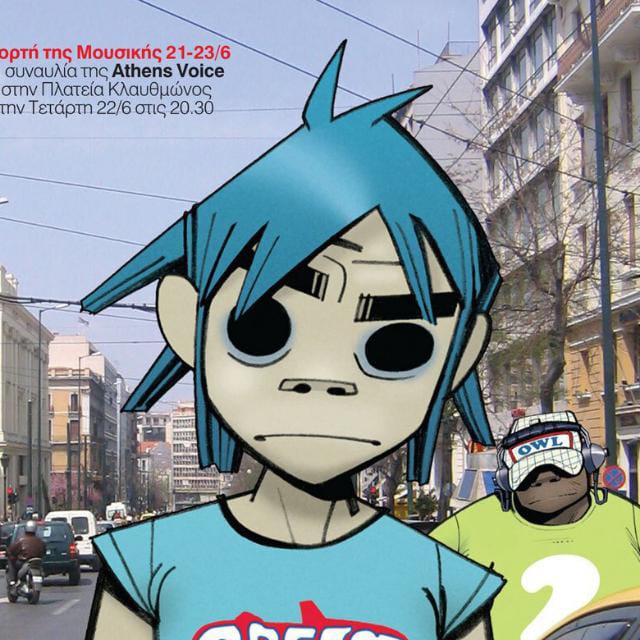 ορτή της Μουσικής 21-23/6
συναυλία της Athens Voice
στην Πλατεία Κλαυθμώνος
την Τετάρτη 22/6 στις 20.30
OWL
2